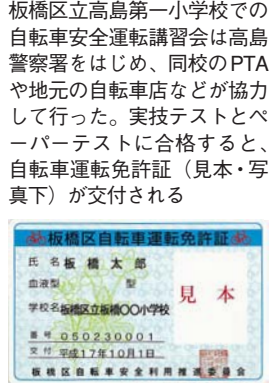 板橋区立高島第一小学校での
自転車安全運転講習会は高島
警察署をはじめ、同校のPTA
や地元の自転車店などが協力
して行った。実技テストとペ
ーパーテストに合格すると、
自転車運転免許証（見本・写
真下）が交付される
板橋区自転車運転免許証
氏 名 板 橋 太 郎
血液型 型
学校名 板橋区立板橋〇〇小学校
見 本
番号 050230001
交付 平成17年10月1日
板橋区自転車安全利用推進委員会